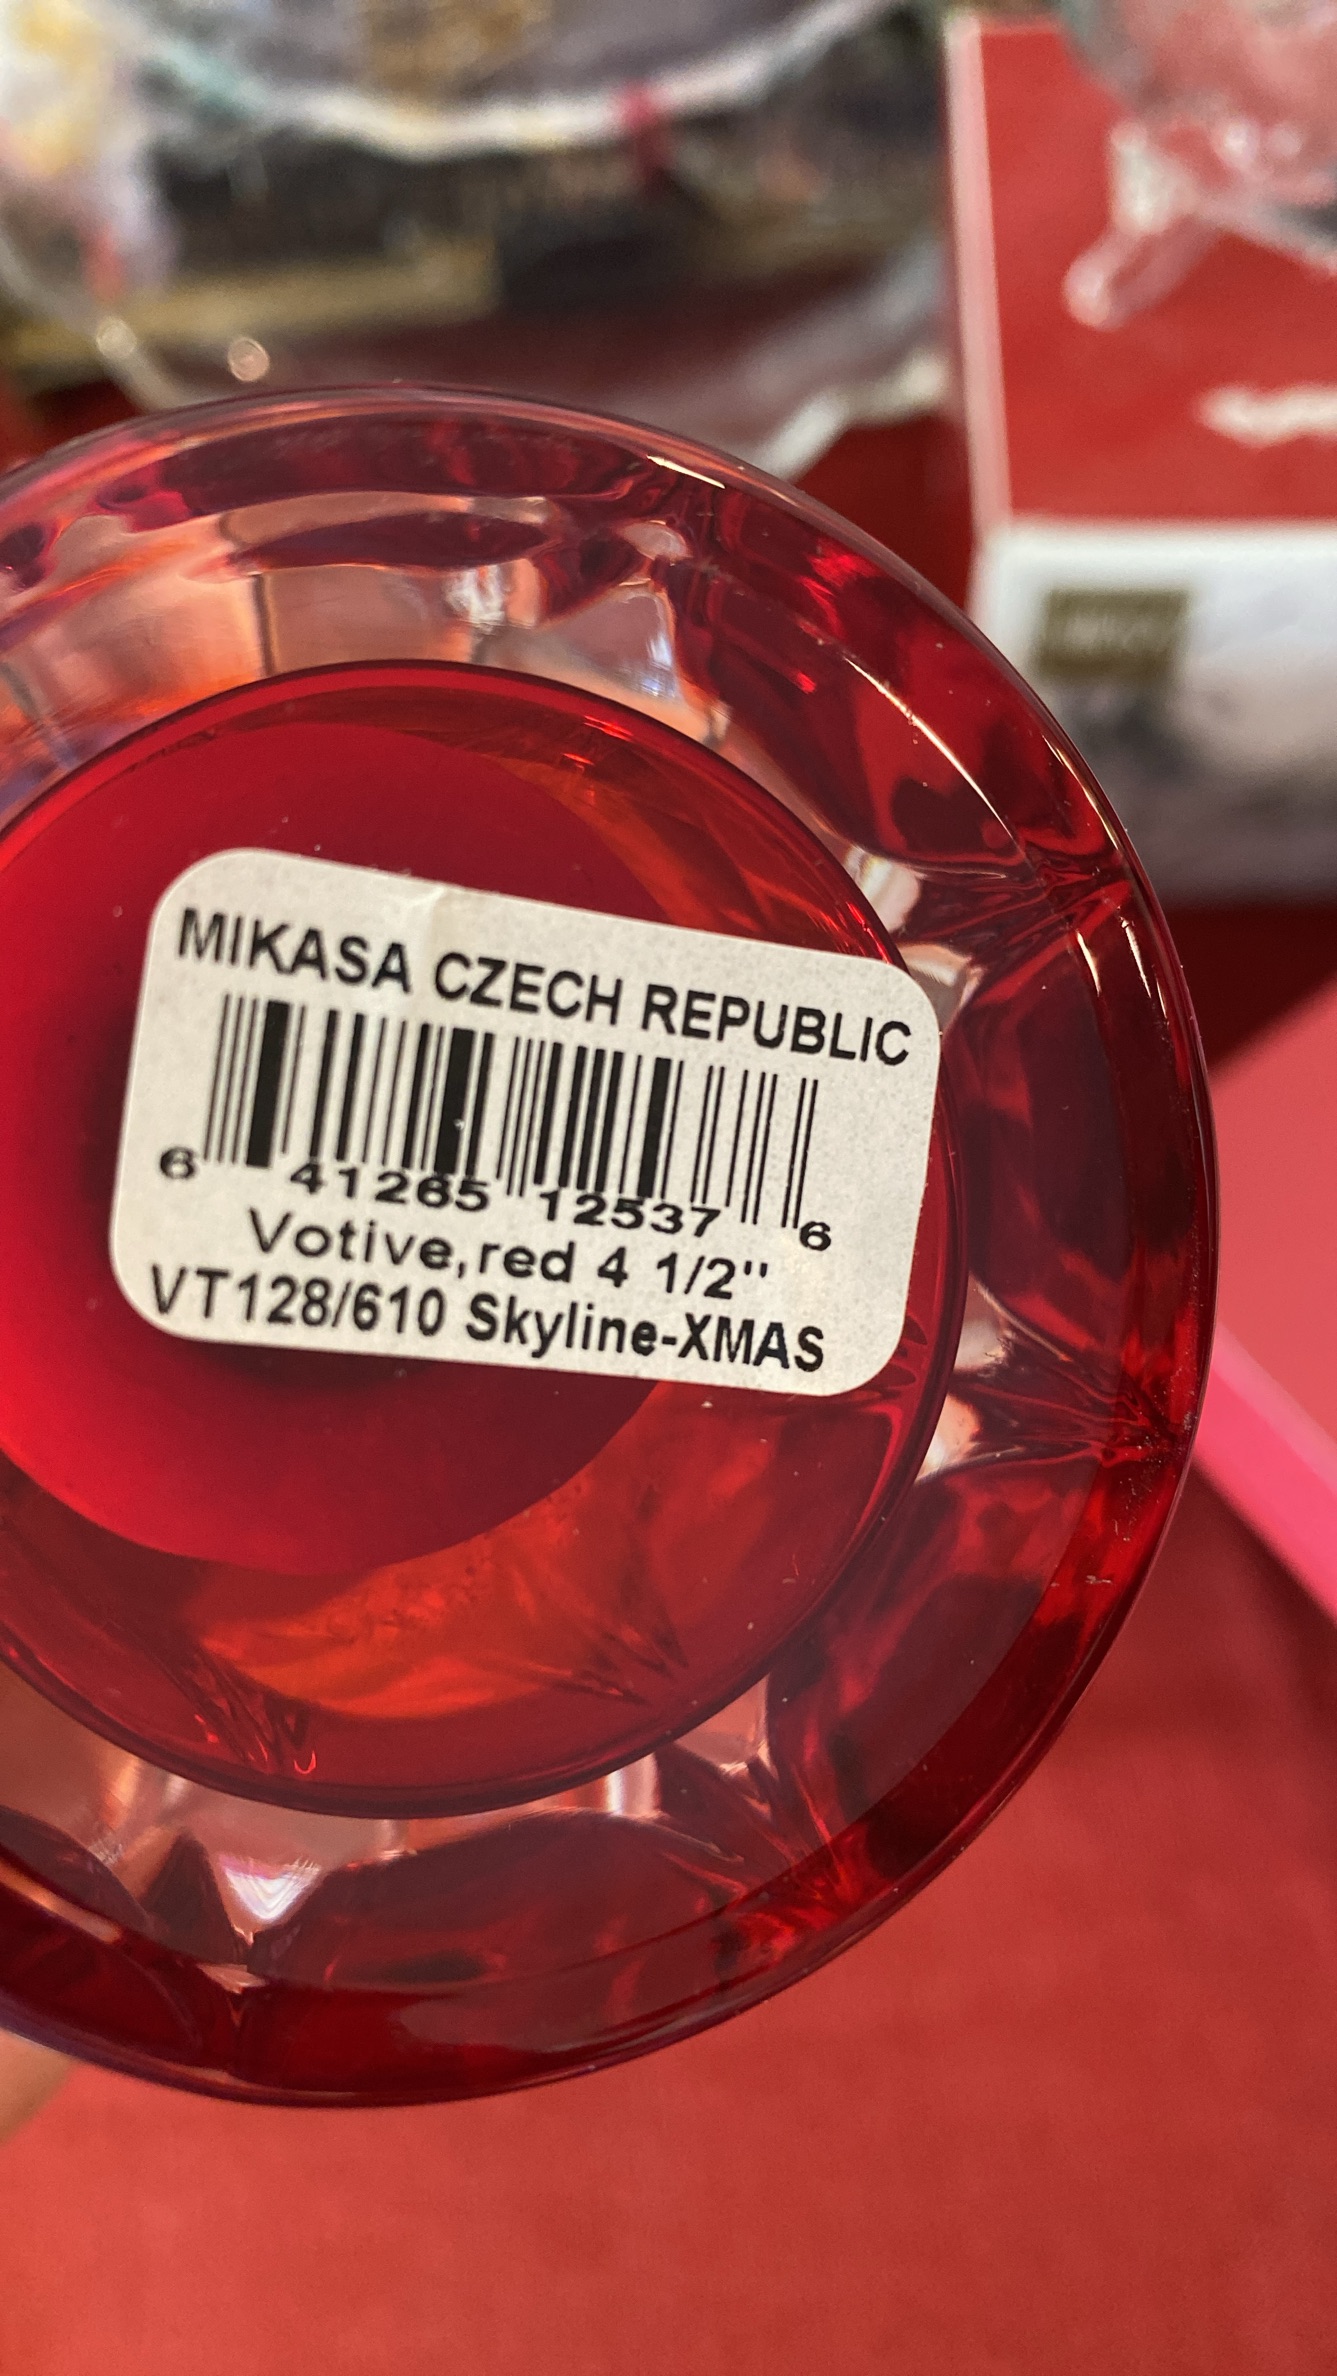 MIKASA CZECH REPUBLIC
6 41265 12537 6
Votive,red 4 1/2"
VT128/610 Skyline-XMAS